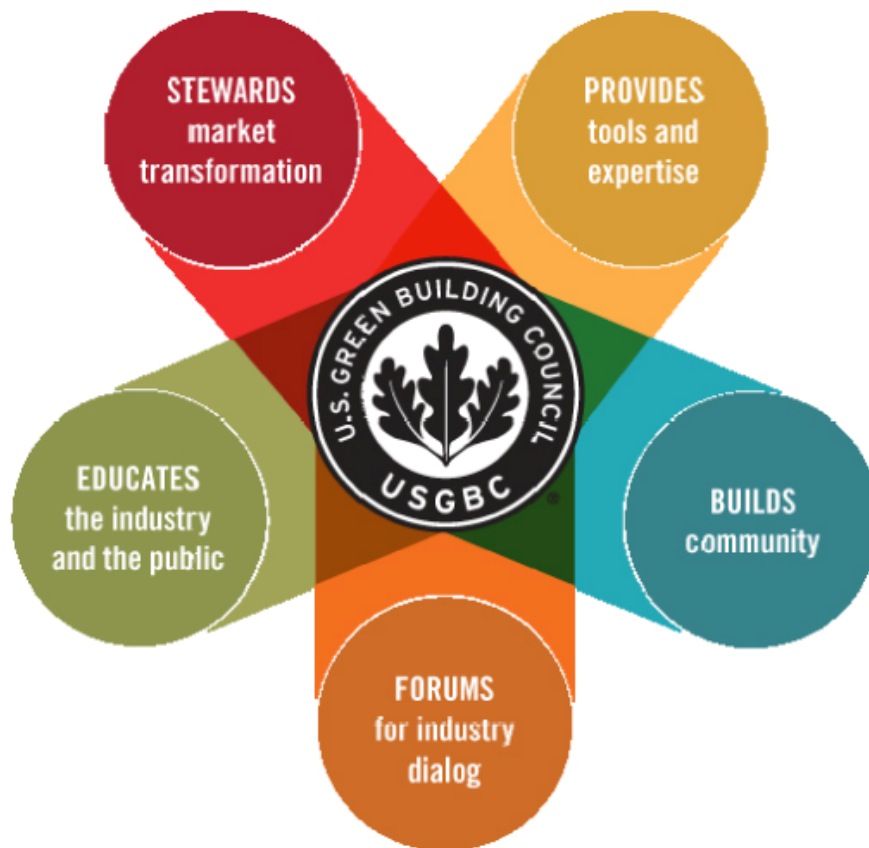 STEWARDS
market
transformation
PROVIDES
tools and
expertise
U.S. GREEN BUILDING COUNCIL
USGBC
®
EDUCATES
the industry
and the public
BUILDS
community
FORUMS
for industry
dialog